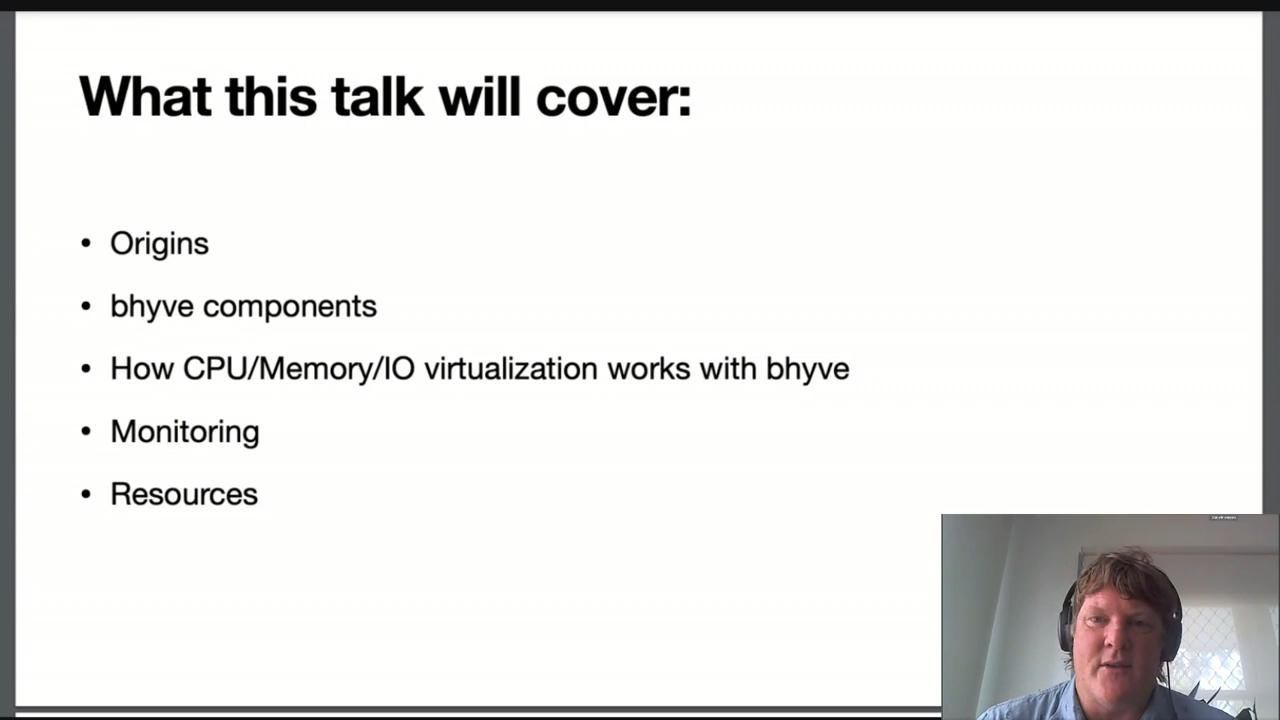 What this talk will cover:
• Origins
• bhyve components
• How CPU/Memory/IO virtualization works with bhyve
• Monitoring
• Resources